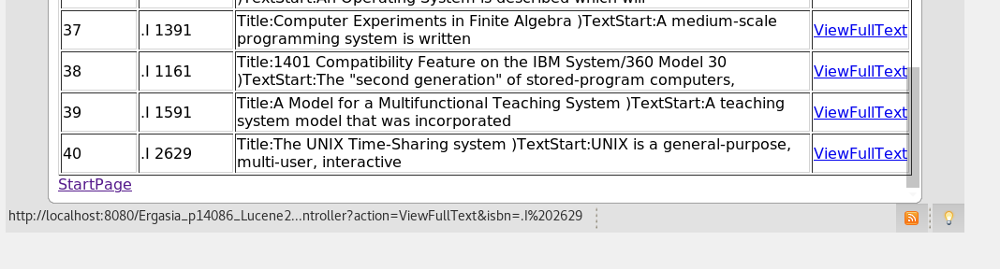 )TextStart:An Operating System is described which will
37 .I 1391 Title:Computer Experiments in Finite Algebra )TextStart:A medium-scale ViewFullText
programming system is written
38 .I 1161 Title:1401 Compatibility Feature on the IBM System/360 Model 30 ViewFullText
)TextStart:The "second generation" of stored-program computers,
39 .I 1591 Title:A Model for a Multifunctional Teaching System )TextStart:A teaching ViewFullText
system model that was incorporated
40 .I 2629 Title:The UNIX Time-Sharing system )TextStart:UNIX is a general-purpose, ViewFullText
multi-user, interactive
StartPage
http://localhost:8080/Ergasia_p14086_Lucene2...ntroller?action=ViewFullText&isbn=.I%202629